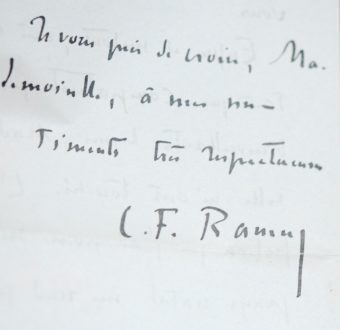 Je vous prie de croire, Ma-
demoiselle, à mes sen-
timents très respectueux
C. F. Ramuz